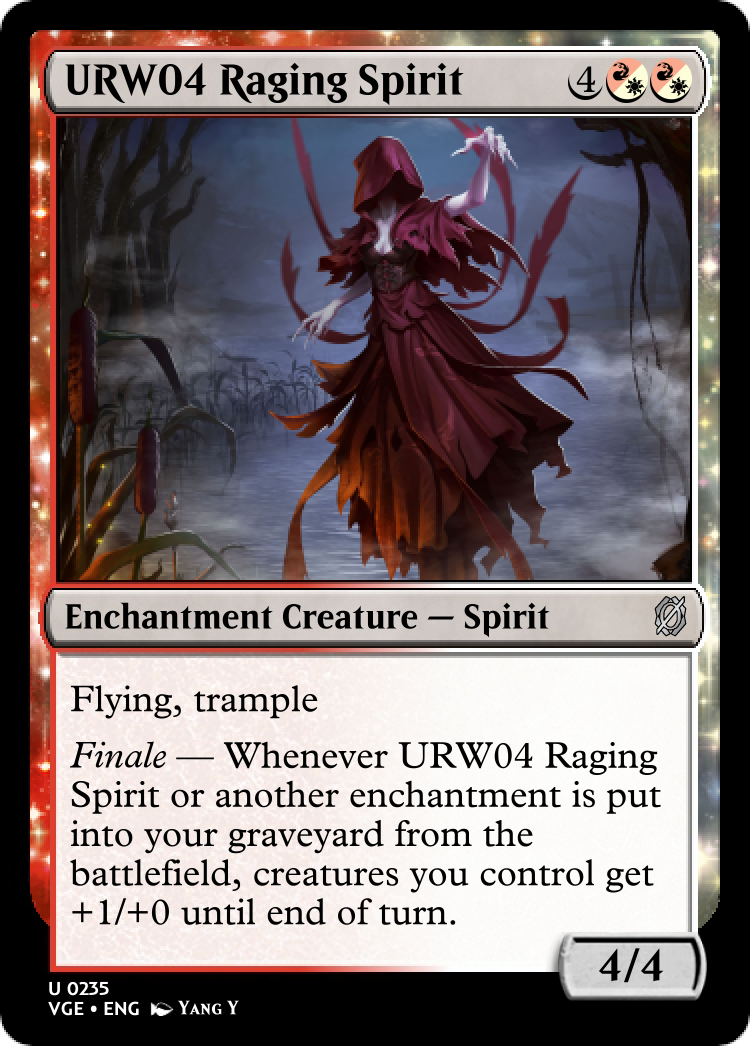 URW04 Raging Spirit 4
Enchantment Creature — Spirit
Flying, trample
Finale — Whenever URW04 Raging
Spirit or another enchantment is put
into your graveyard from the
battlefield, creatures you control get
+1/+0 until end of turn.
4/4
U 0235
VGE • ENG Yang Y